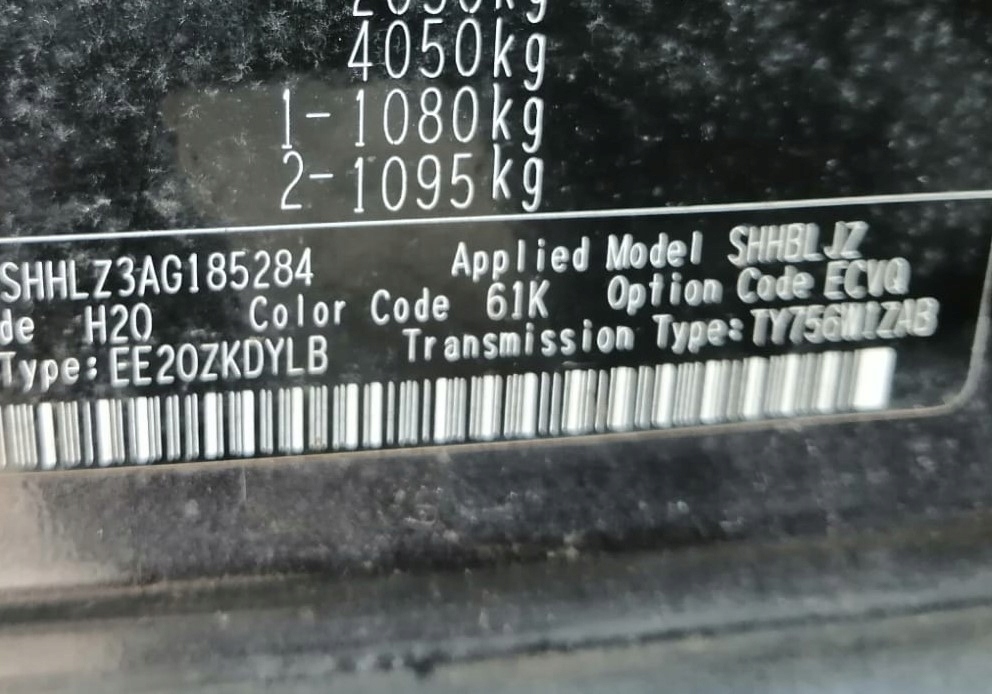 4050kg
1-1080kg
2-1095kg
SHHLZ3AG185284 Applied Model SHHBLJZ
de H20 Color Code 61K Option Code ECVQ
Type:EE20ZKDYLB Transmission Type:TY756W1ZAB